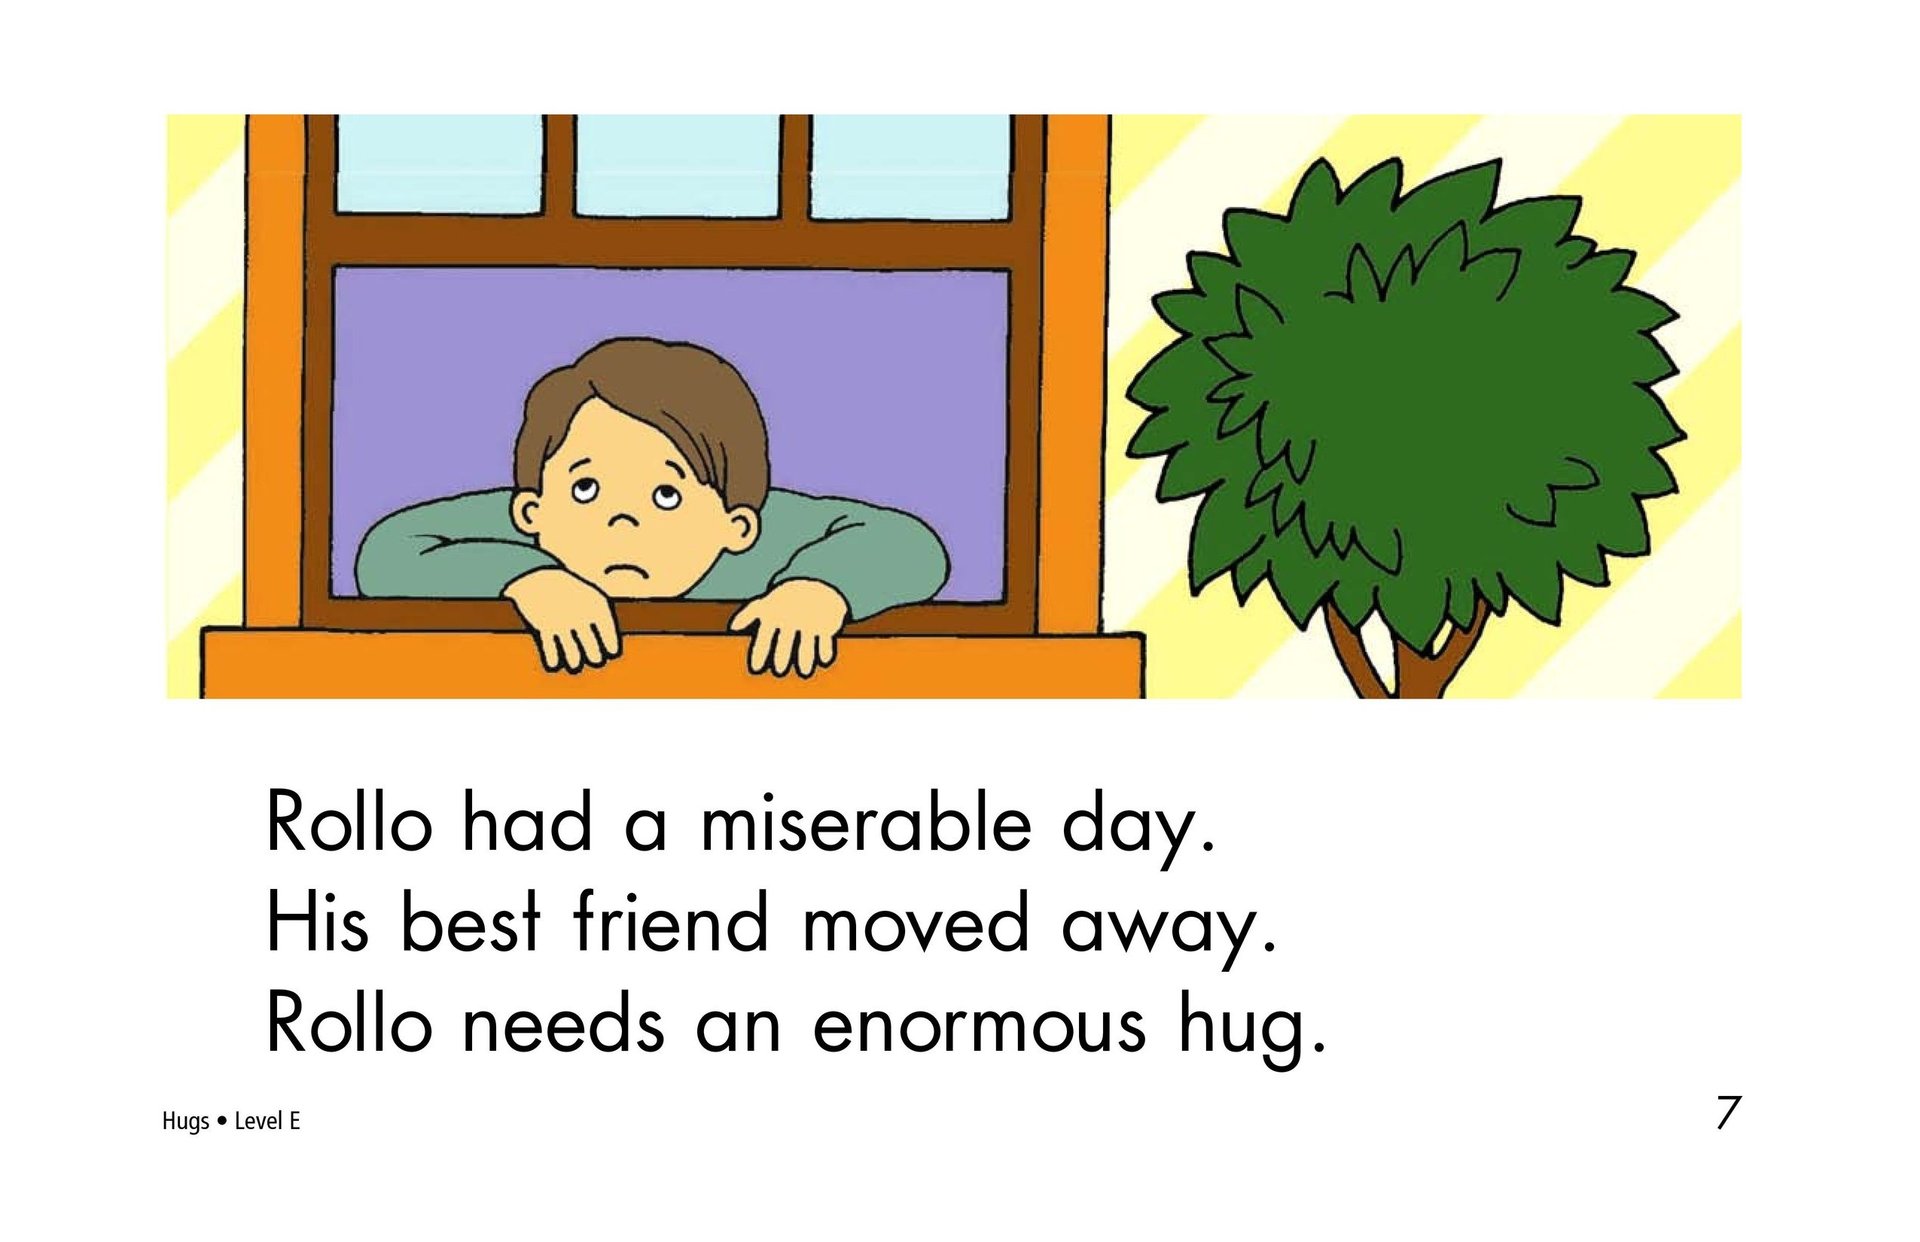 Rollo had a miserable day.
His best friend moved away.
Rollo needs an enormous hug.
Hugs • Level E
7